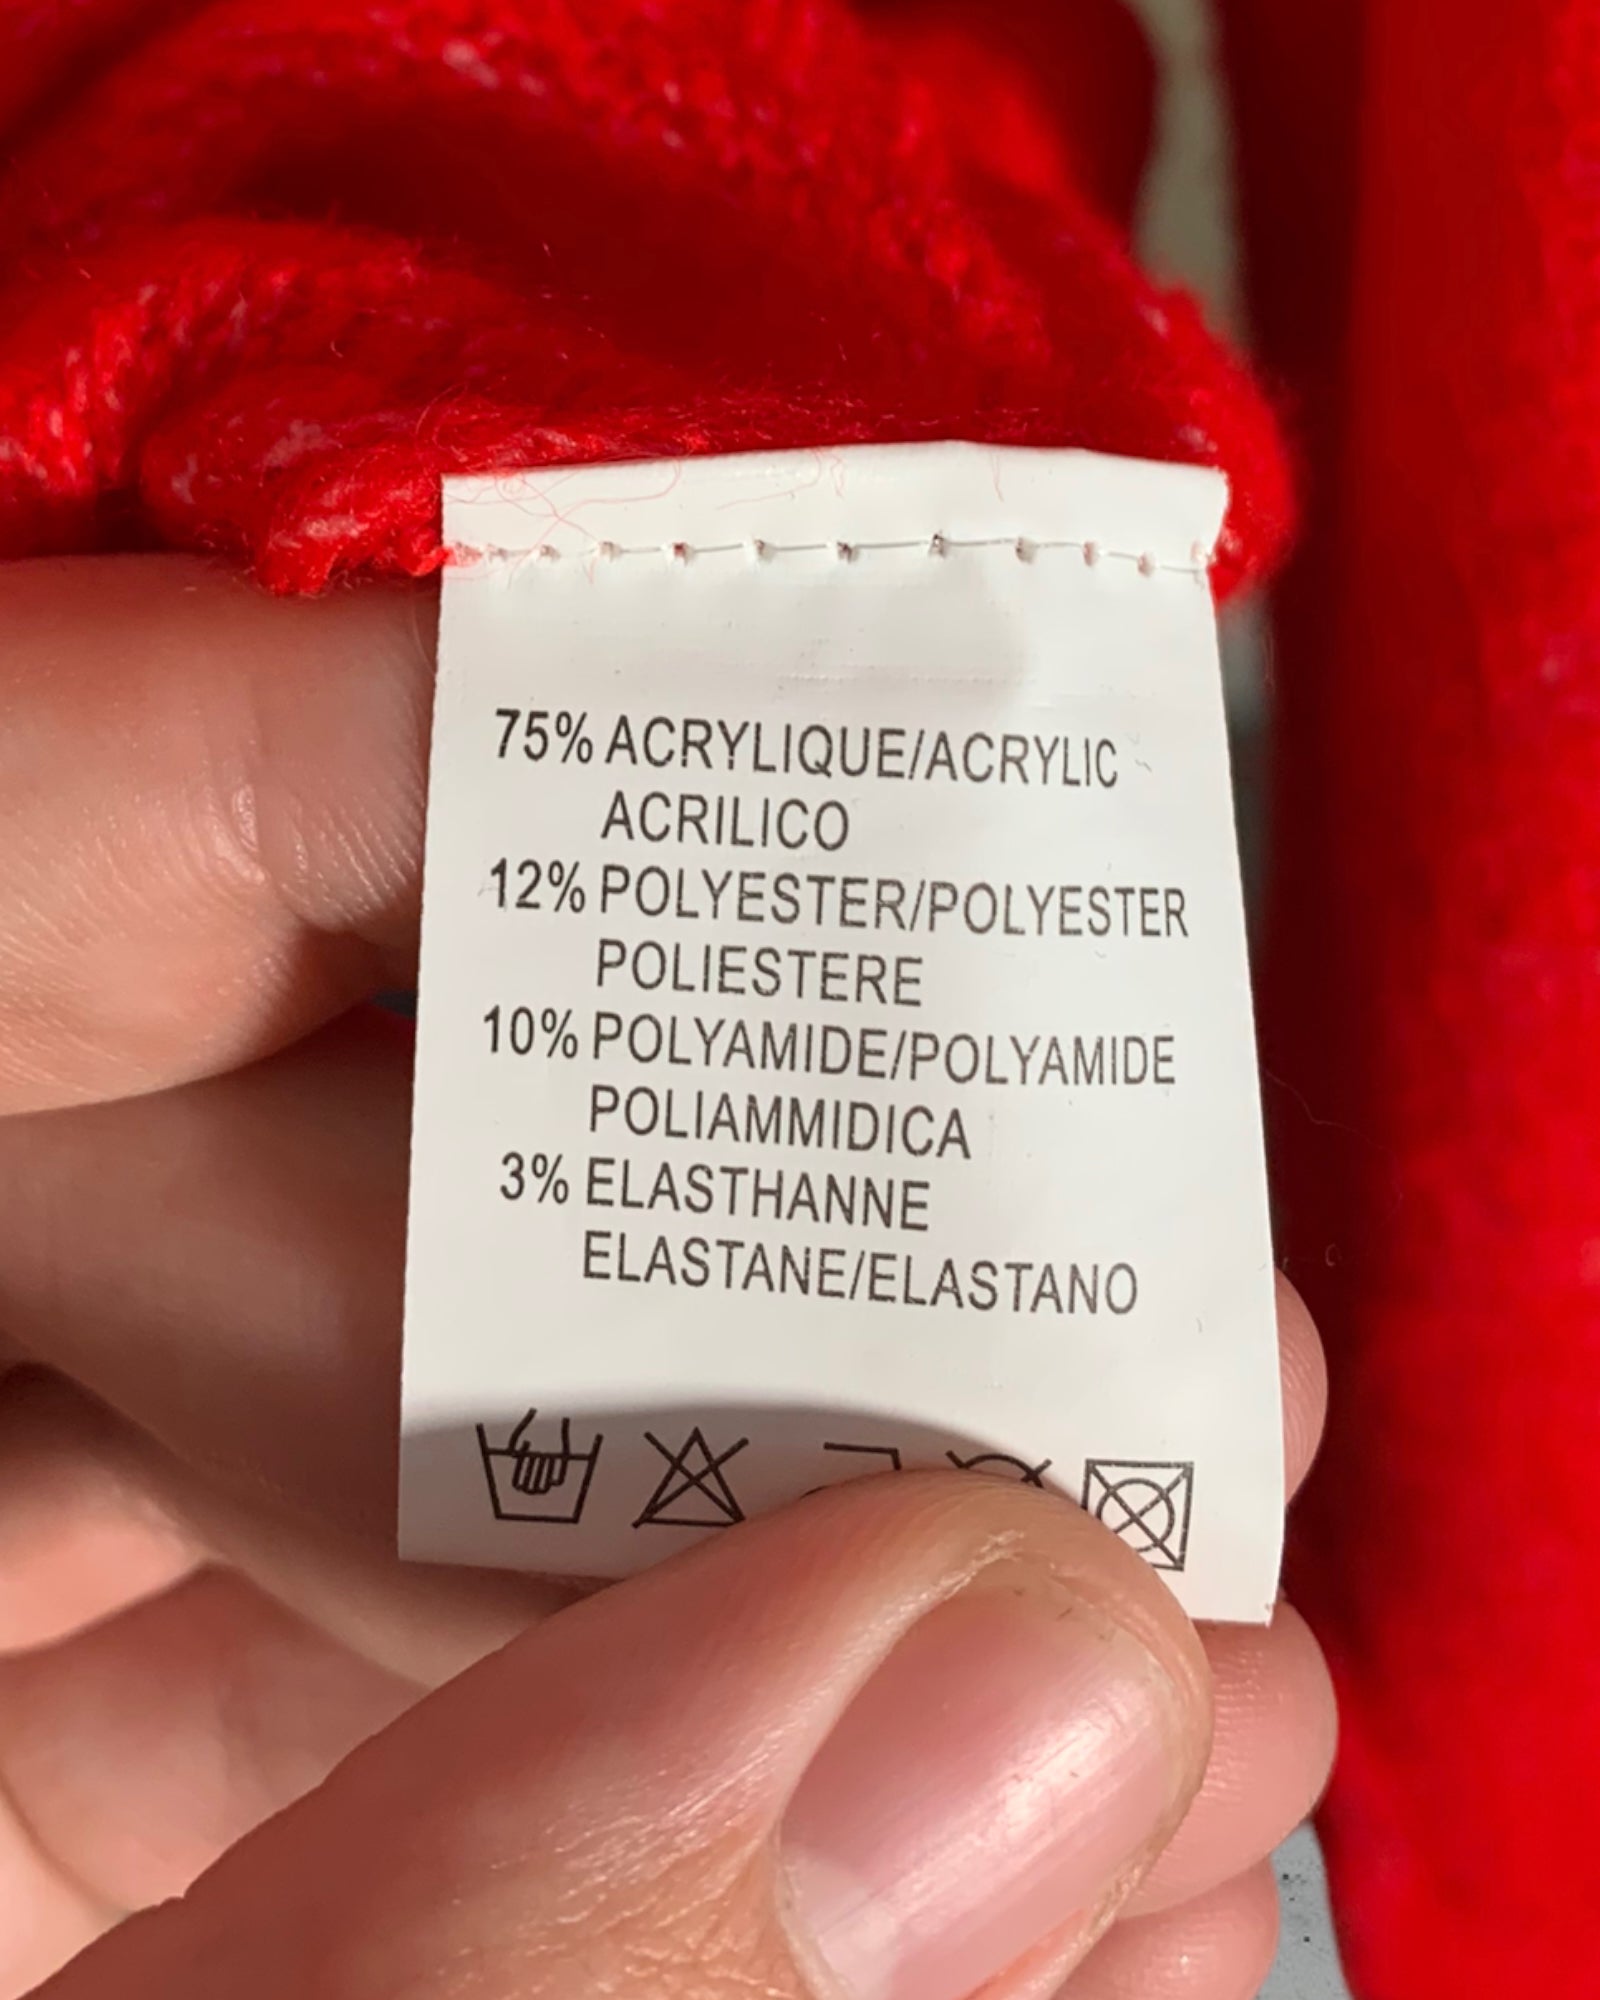 75% ACRYLIQUE/ACRYLIC
ACRILICO
12% POLYESTER/POLYESTER
POLIESTERE
10% POLYAMIDE/POLYAMIDE
POLIAMMIDICA
3% ELASTHANNE
ELASTANE/ELASTANO